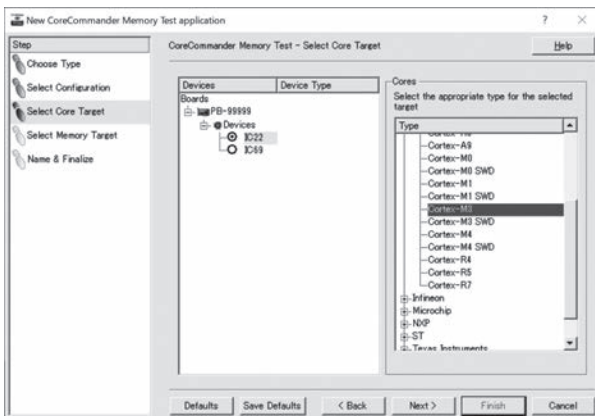 New CoreCommander Memory Test application
? ×
Step
Choose Type
Select Configuration
Select Core Target
Select Memory Target
Name & Finalize
CoreCommander Memory Test - Select Core Target
Help
Devices Device Type
Boards
PB-99999
Devices
IC22
IC69
Cores
Select the appropriate type for the selected
target
Type
Cortex-A9
Cortex-M0
Cortex-M0 SWD
Cortex-M1
Cortex-M1 SWD
Cortex-M3
Cortex-M3 SWD
Cortex-M4
Cortex-M4 SWD
Cortex-R4
Cortex-R5
Cortex-R7
Infineon
Microchip
NXP
ST
Texas Instruments
Defaults Save Defaults < Back Next > Finish Cancel